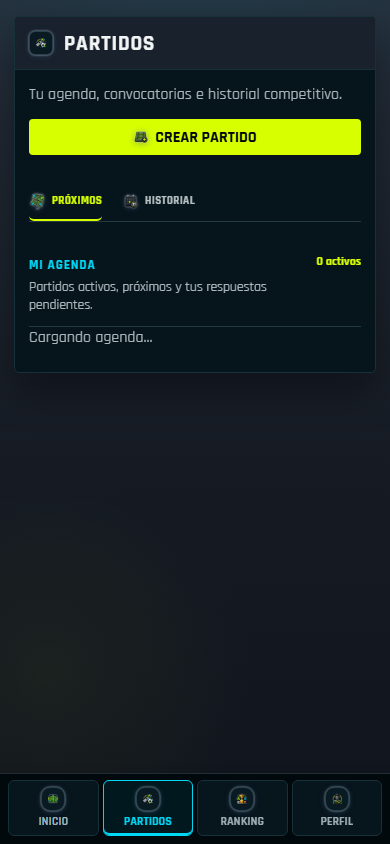 PARTIDOS
Tu agenda, convocatorias e historial competitivo.
CREAR PARTIDO
PRÓXIMOS
HISTORIAL
MI AGENDA
0 activos
Partidos activos, próximos y tus respuestas
pendientes.
Cargando agenda...
INICIO
PARTIDOS
RANKING
PERFIL